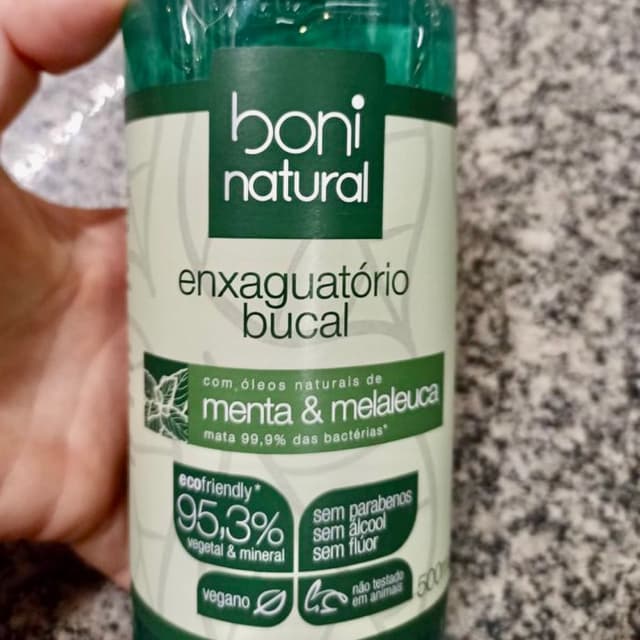 boni
natural
enxaguatório
bucal
com óleos naturais de
menta & melaleuca
mata 99,9% das bactérias*
ecofriendly*
95,3%
vegetal & mineral
sem parabenos
sem álcool
sem flúor
vegano
não testado
em animais